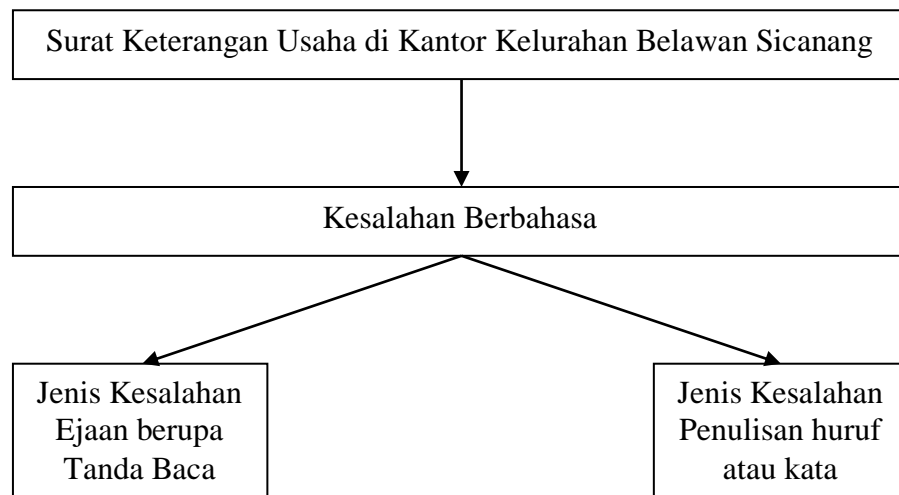 Surat Keterangan Usaha di Kantor Kelurahan Belawan Sicanang
Kesalahan Berbahasa
Jenis Kesalahan
Ejaan berupa
Tanda Baca
Jenis Kesalahan
Penulisan huruf
atau kata